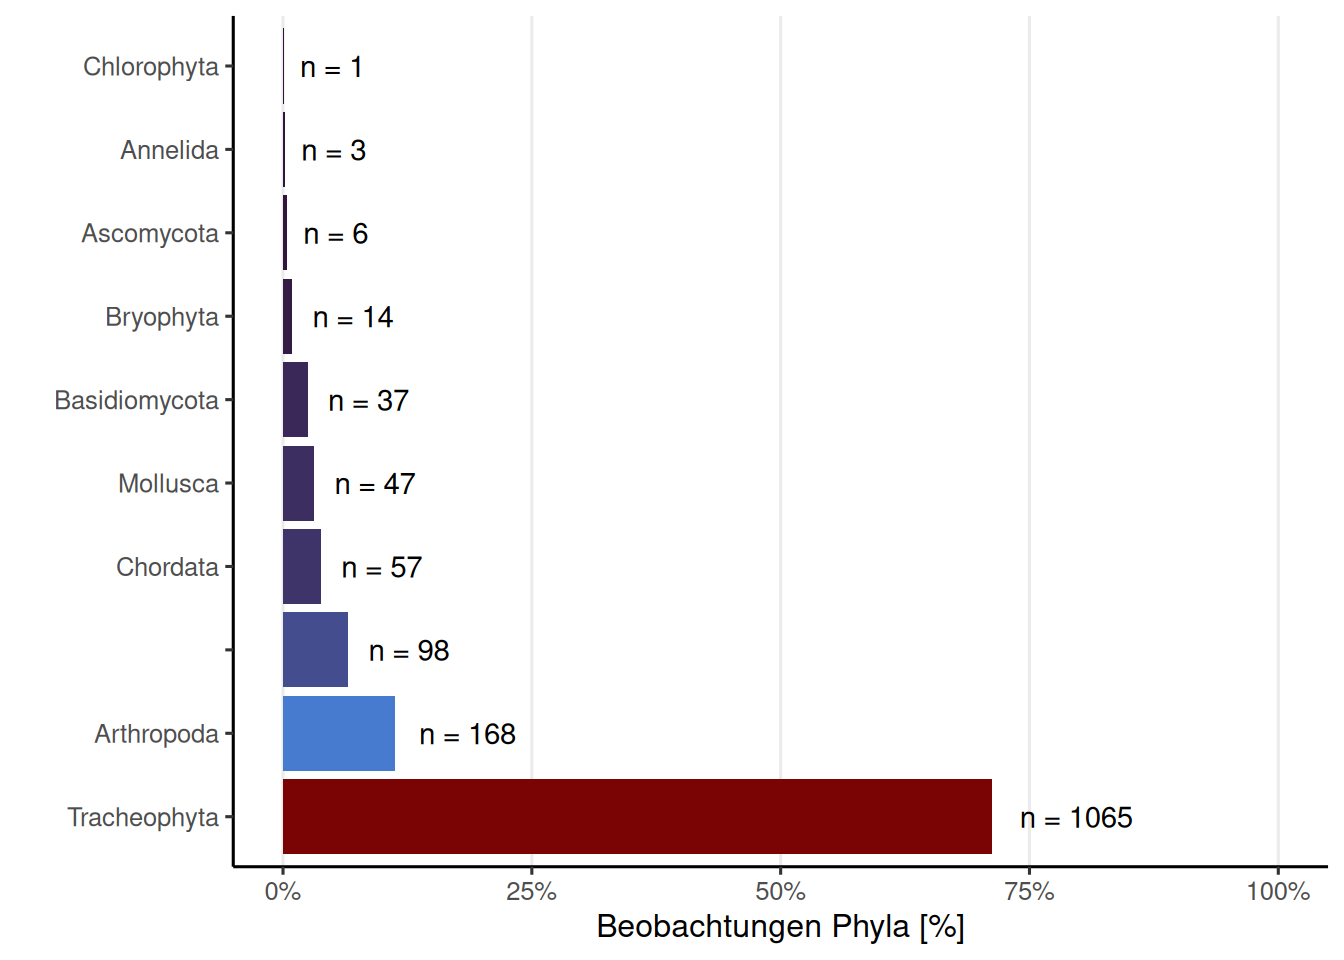 Chlorophyta n = 1
Annelida n = 3
Ascomycota n = 6
Bryophyta n = 14
Basidiomycota n = 37
Mollusca n = 47
Chordata n = 57
n = 98
Arthropoda n = 168
Tracheophyta n = 1065
0% 25% 50% 75% 100%
Beobachtungen Phyla [%]